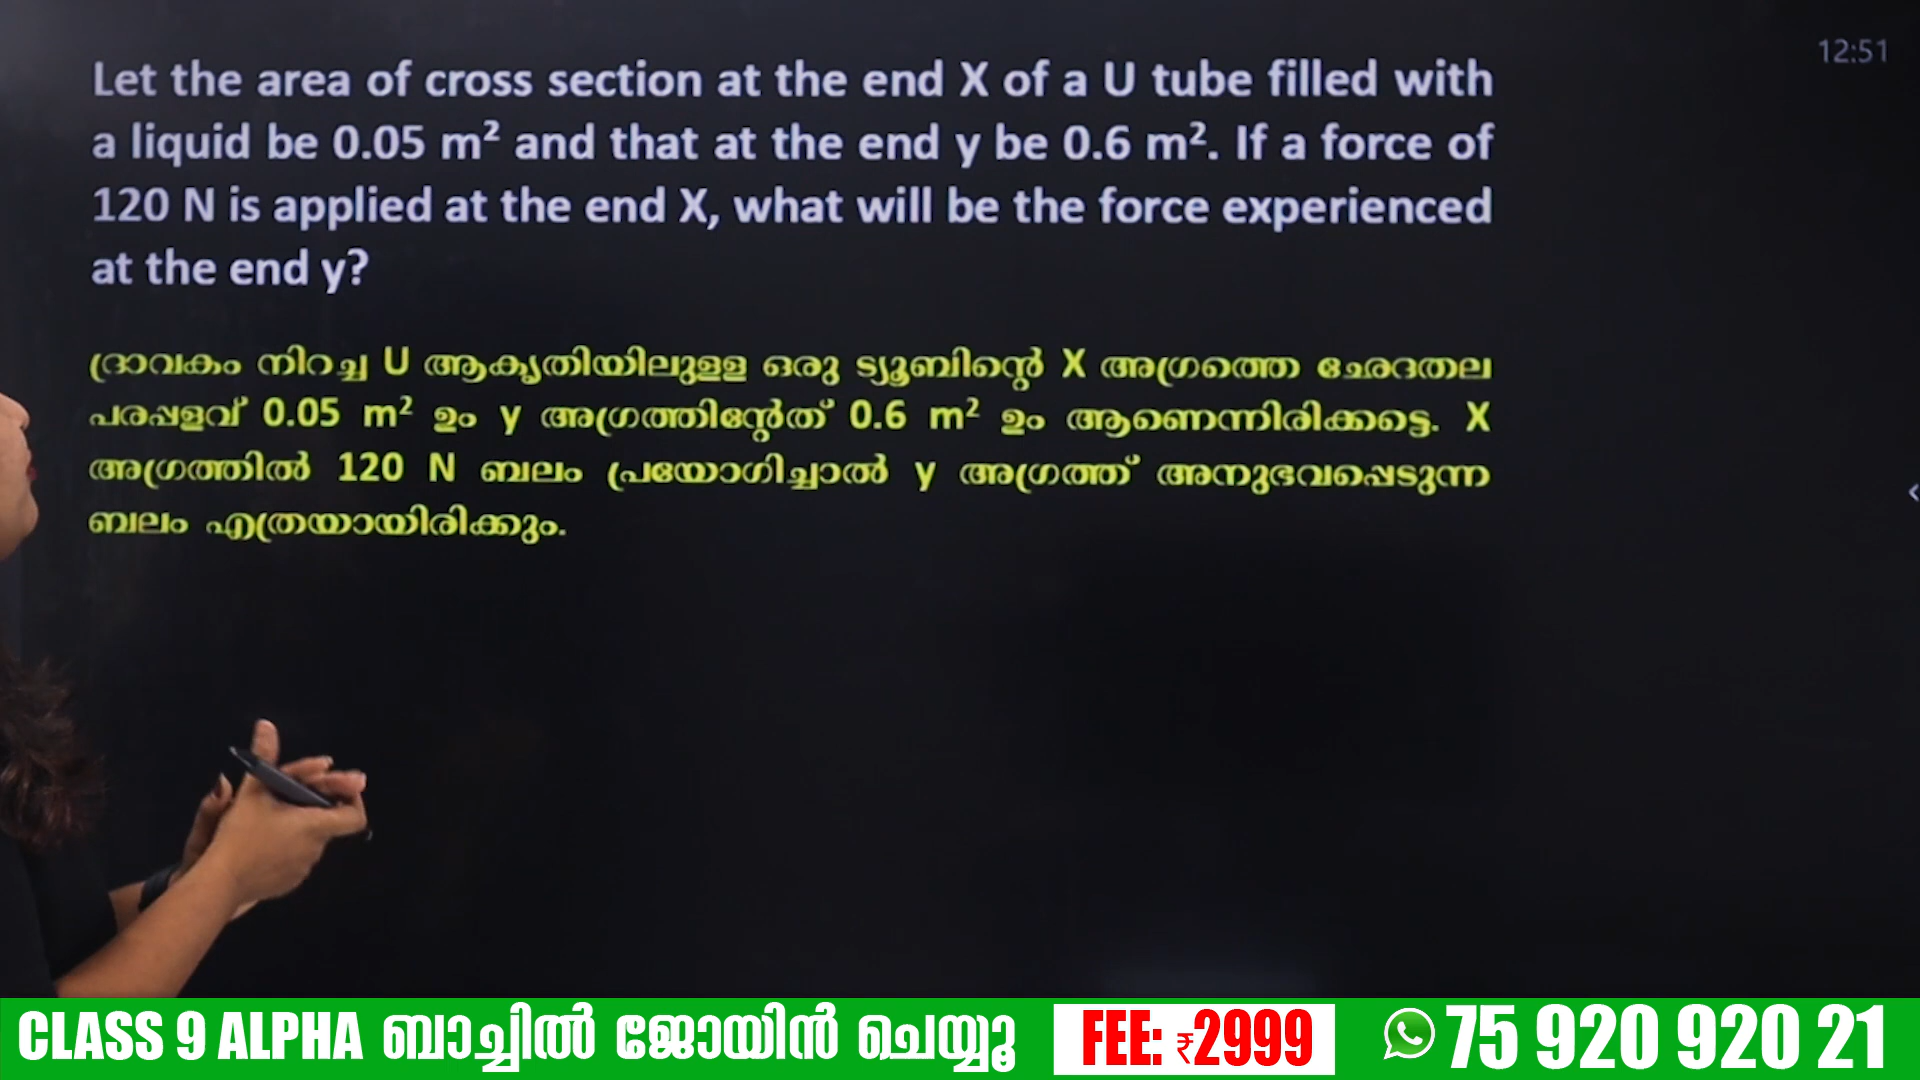 12:51
Let the area of cross section at the end X of a U tube filled with
a liquid be 0.05 m² and that at the end y be 0.6 m². If a force of
120 N is applied at the end X, what will be the force experienced
at the end y?
ദ്രാവകം നിറച്ച U ആകൃതിയിലുളള ഒരു ട്യൂബിന്റെ X അഗ്രത്തെ ഛേദതല
പരപ്പളവ് 0.05 m² ഉം y അഗ്രത്തിന്റേത് 0.6 m² ഉം ആണെന്നിരിക്കട്ടെ. X
അഗ്രത്തിൽ 120 N ബലം പ്രയോഗിച്ചാൽ y അഗ്രത്ത് അനുഭവപ്പെടുന്ന
ബലം എത്രയായിരിക്കും.
CLASS 9 ALPHA ബാച്ചിൽ ജോയിൻ ചെയ്യൂ FEE: ₹2999 75 920 920 21